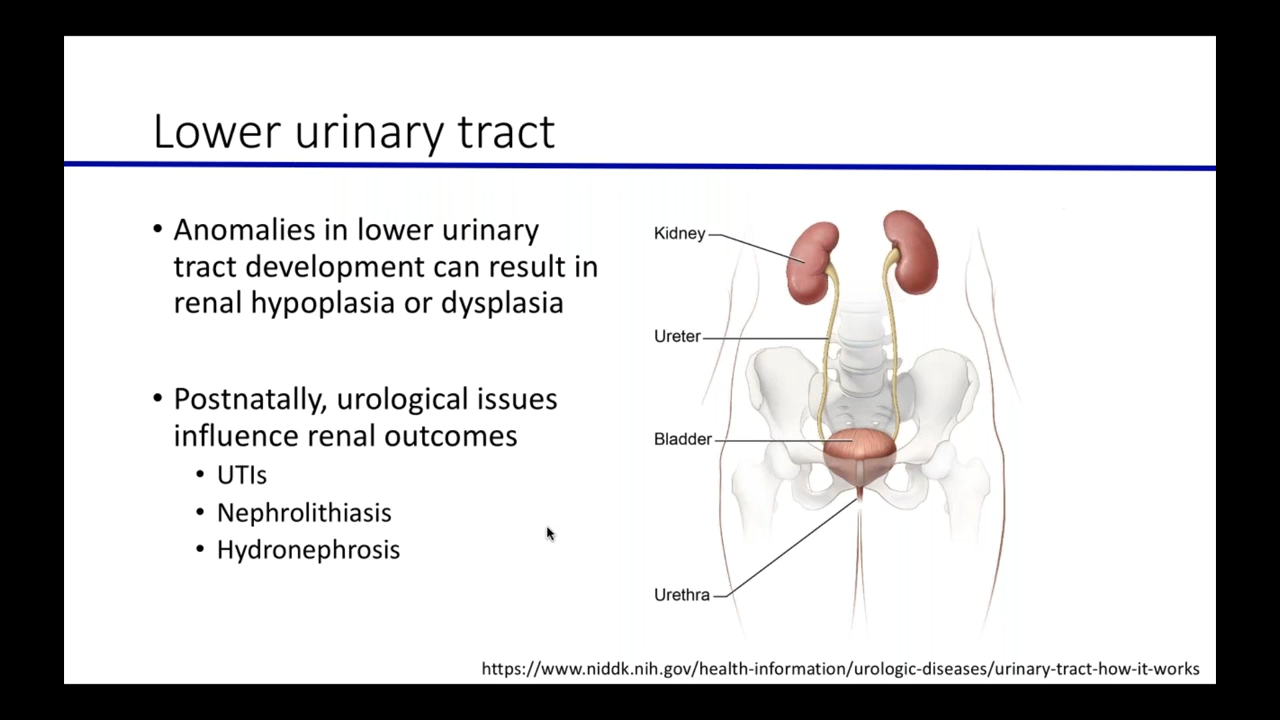 Lower urinary tract
• Anomalies in lower urinary
tract development can result in
renal hypoplasia or dysplasia
• Postnatally, urological issues
influence renal outcomes
• UTIs
• Nephrolithiasis
• Hydronephrosis
Kidney
Ureter
Bladder
Urethra
https://www.niddk.nih.gov/health-information/urologic-diseases/urinary-tract-how-it-works